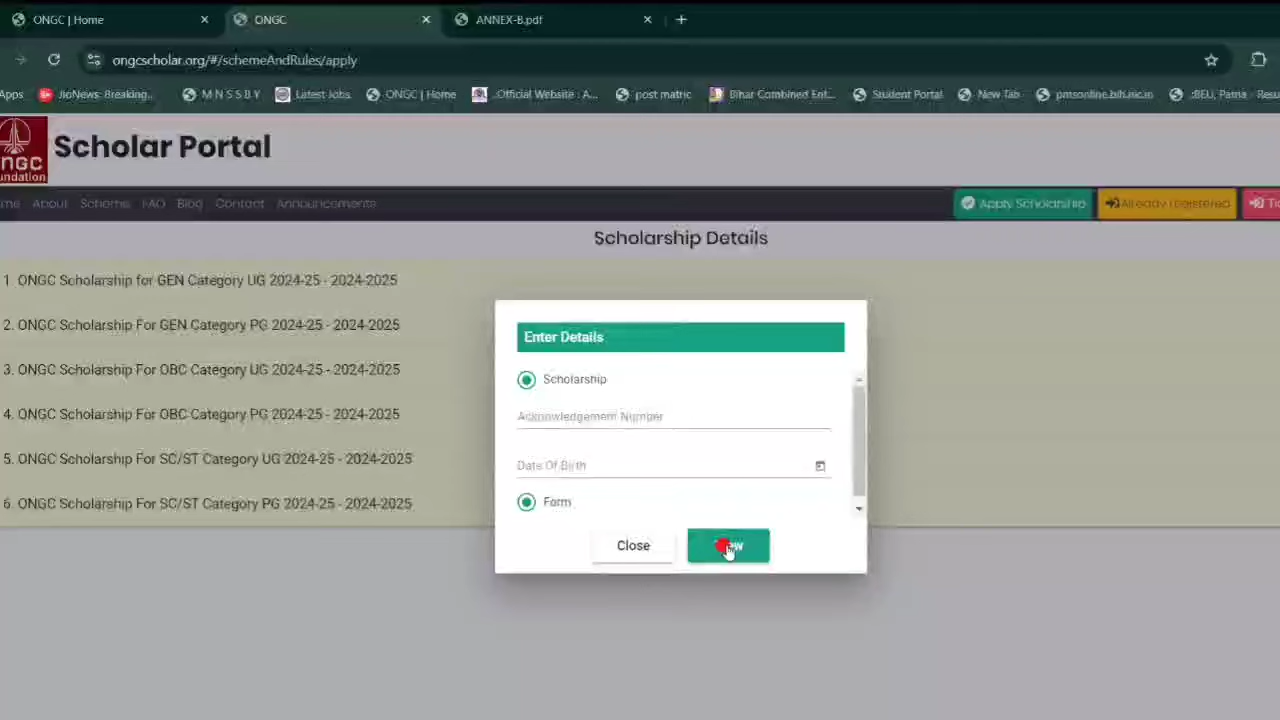 ONGC | Home
ONGC
ANNEX-B.pdf
ongcscholar.org/#/schemeAndRules/apply
Apps
JioNews: Breaking...
M N S S B Y
Latest Jobs
ONGC | Home
..:Official Website : A...
post matric
Bihar Combined Ent...
Student Portal
New Tab
pmsonline.bih.nic.in
:BEU, Patna - Resu
Scholar Portal
About
Scheme
FAQ
Blog
Contact
Announcements
Apply Scholarship
Already registered
Scholarship Details
1. ONGC Scholarship for GEN Category UG 2024-25 - 2024-2025
2. ONGC Scholarship For GEN Category PG 2024-25 - 2024-2025
3. ONGC Scholarship For OBC Category UG 2024-25 - 2024-2025
4. ONGC Scholarship For OBC Category PG 2024-25 - 2024-2025
5. ONGC Scholarship For SC/ST Category UG 2024-25 - 2024-2025
6. ONGC Scholarship For SC/ST Category PG 2024-25 - 2024-2025
Enter Details
Scholarship
Acknowledgement Number
Date Of Birth
Form
Close